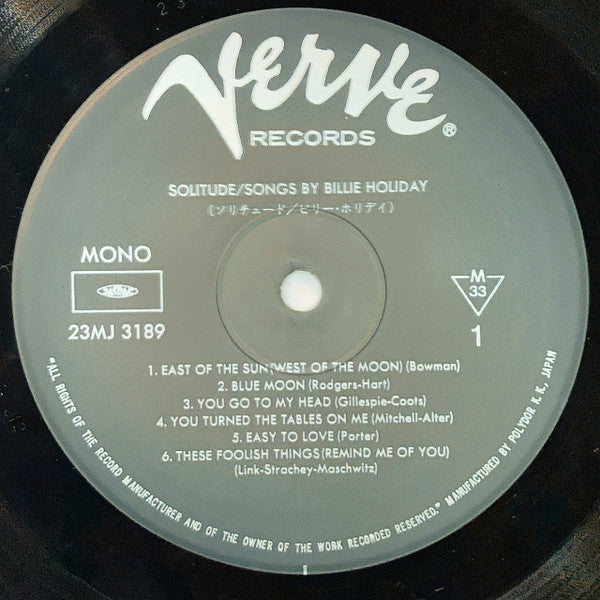 Verve
RECORDS®
SOLITUDE/SONGS BY BILLIE HOLIDAY
(ソリチュード/ビリー・ホリデイ)
MONO
23MJ 3189
M
33
1
1. EAST OF THE SUN(WEST OF THE MOON)(Bowman)
2. BLUE MOON(Rodgers-Hart)
3. YOU GO TO MY HEAD(Gillespie-Coots)
4. YOU TURNED THE TABLES ON ME(Mitchell-Alter)
5. EASY TO LOVE(Porter)
6. THESE FOOLISH THINGS(REMIND ME OF YOU)
(Link-Strachey-Maschwitz)
"ALL RIGHTS OF THE RECORD MANUFACTURER AND OF THE OWNER OF THE WORK RECORDED RESERVED." MANUFACTURED BY POLYDOR K. K., JAPAN